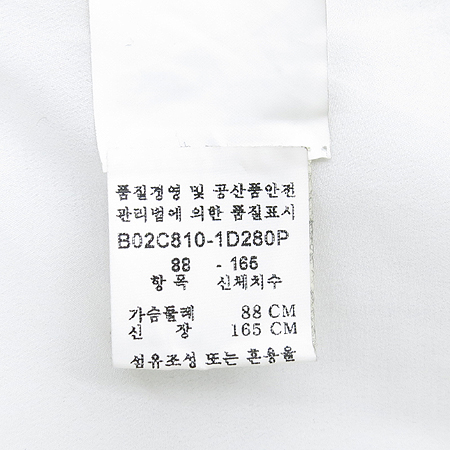 품질경영 및 공산품안전
관리법에 의한 품질표시
B02C810-1D280P
88 - 165
항 목 신체치수
가슴둘레 88 CM
신 장 165 CM
섬유조성 또는 혼용율